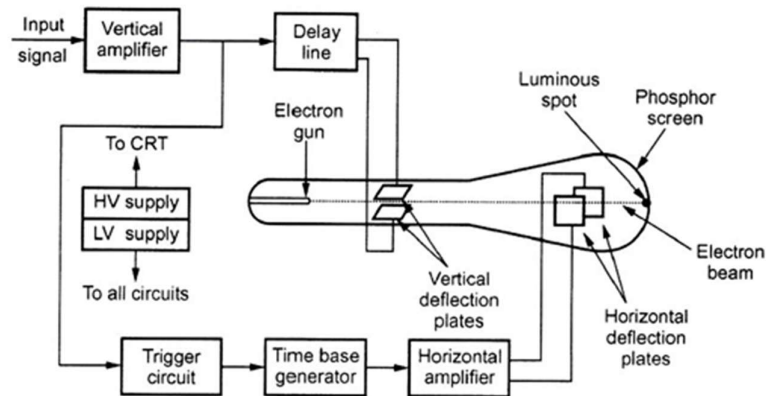 Input
signal
Vertical
amplifier
Delay
line
Electron
gun
Luminous
spot
Phosphor
screen
To CRT
HV supply
LV supply
To all circuits
Vertical
deflection
plates
Electron
beam
Horizontal
deflection
plates
Trigger
circuit
Time base
generator
Horizontal
amplifier